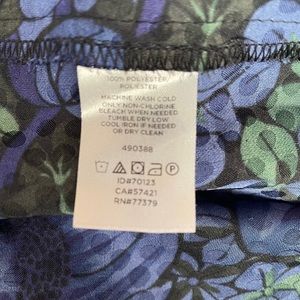 100% POLYESTER
POLYESTER
MACHINE WASH COLD
ONLY NON-CHLORINE
BLEACH WHEN NEEDED
TUMBLE DRY LOW
COOL IRON IF NEEDED
OR DRY CLEAN
490388
ID#70123
CA#57421
RN#77379